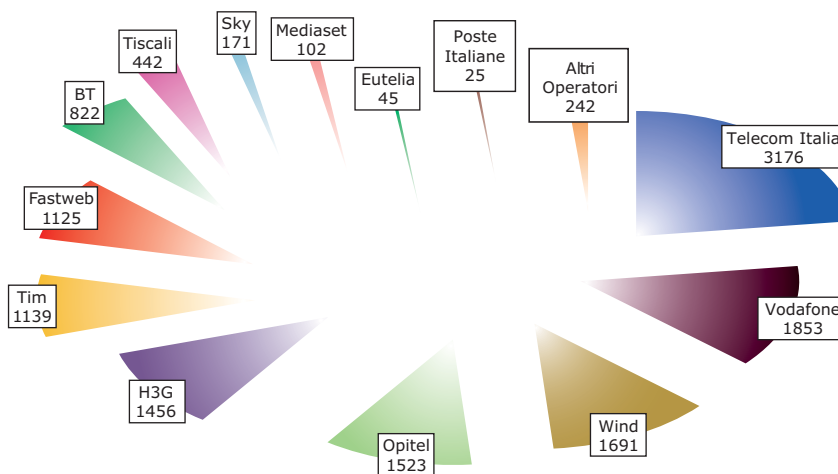 Sky
171
Mediaset
102
Poste
Italiane
25
Tiscali
442
Altri
Operatori
242
Eutelia
45
BT
822
Telecom Italia
3176
Fastweb
1125
Tim
1139
Vodafone
1853
H3G
1456
Wind
1691
Opitel
1523